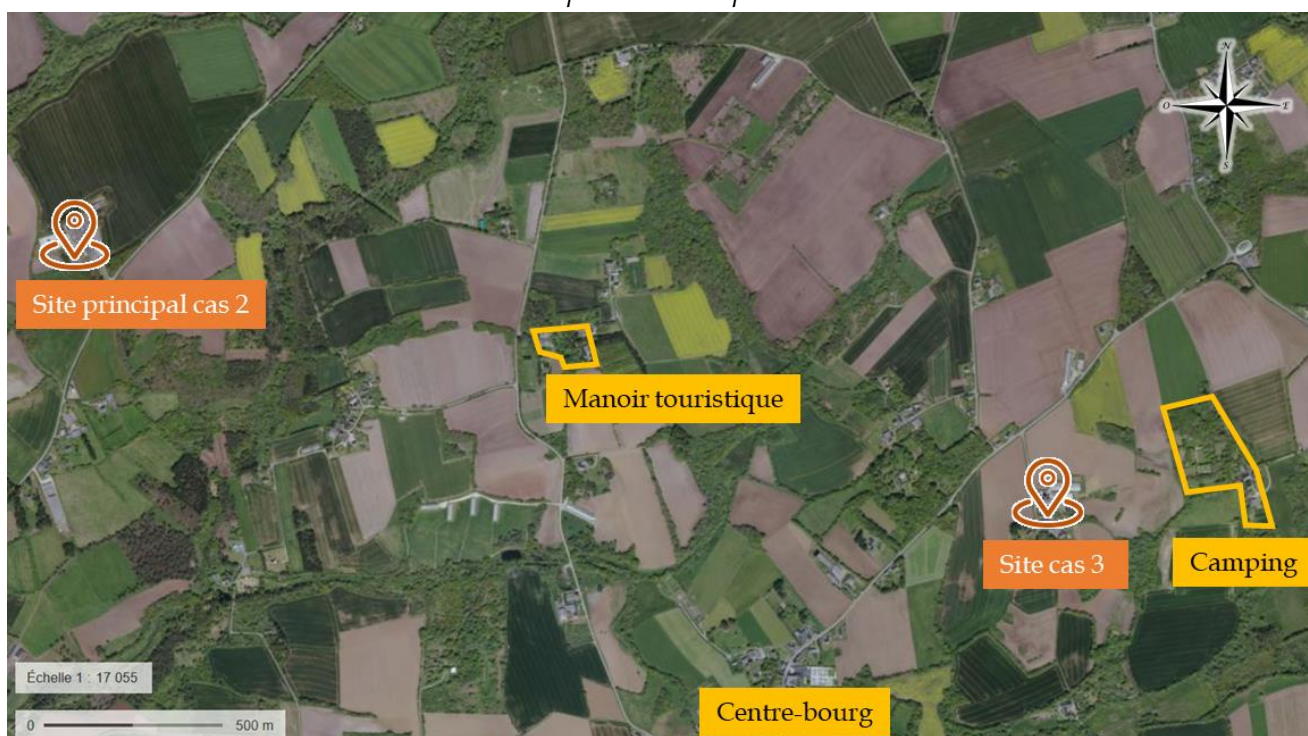 N
O
E
S
Site principal cas 2
Manoir touristique
Site cas 3
Camping
Échelle 1 : 17 055
0
500 m
Centre-bourg